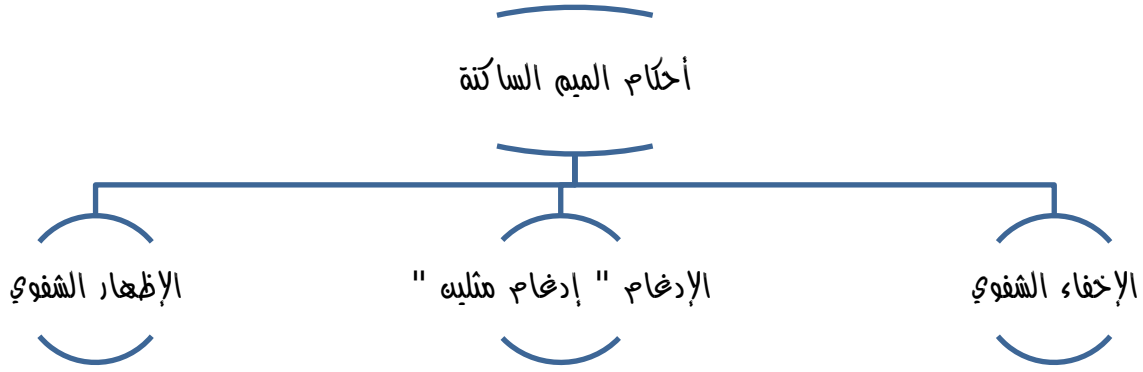 أحكام الميم الساكنة
الإخفاء الشفوي
الإدغام " إدغام مثلين "
الإظهار الشفوي